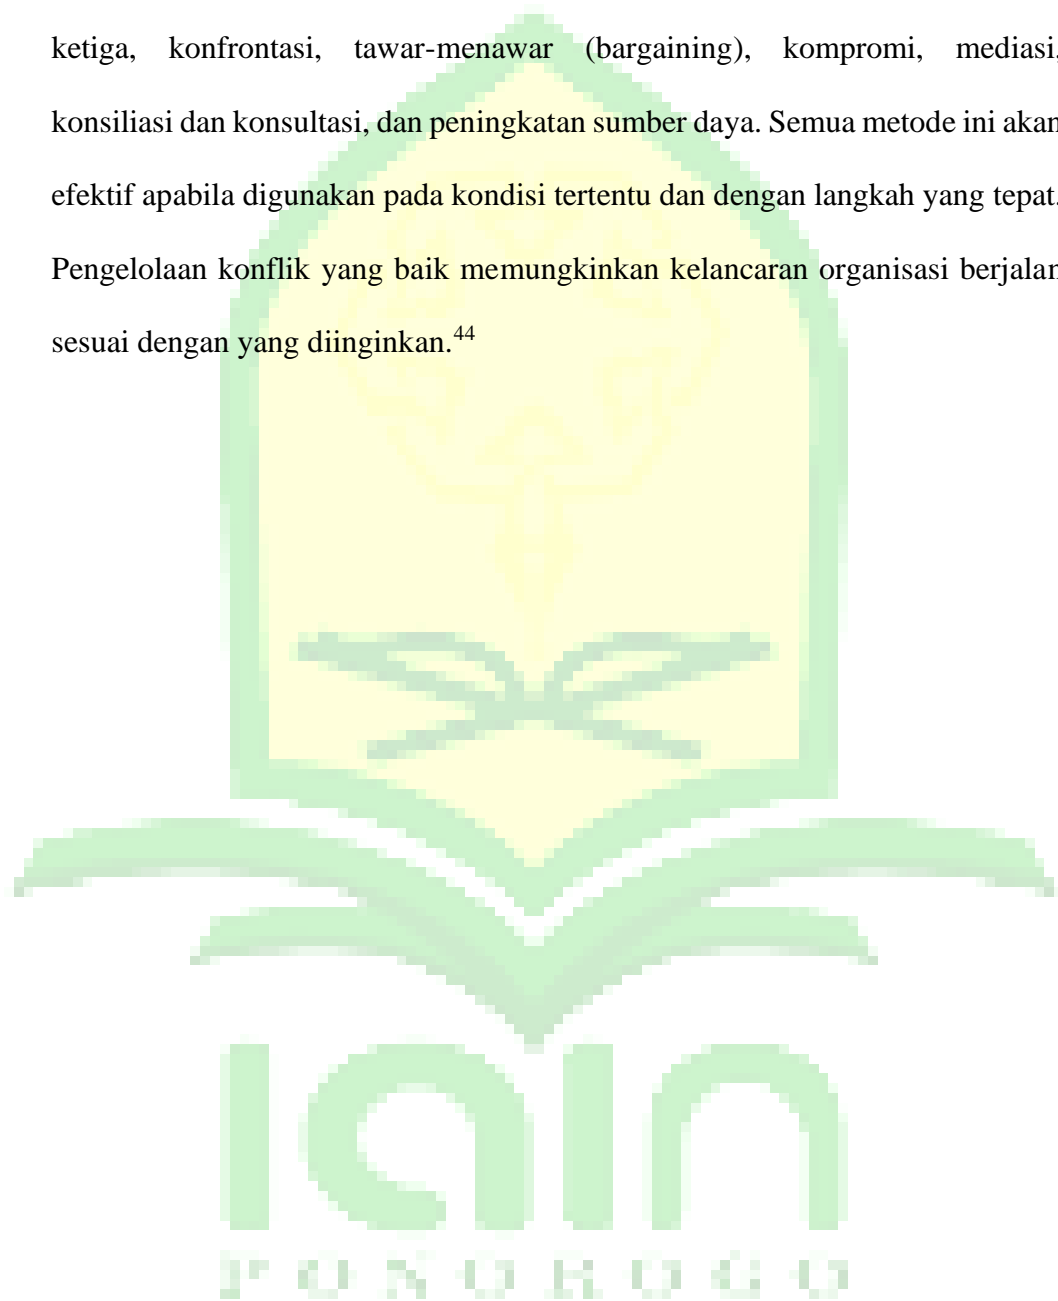 ketiga, konfrontasi, tawar-menawar (bargaining), kompromi, mediasi,
konsiliasi dan konsultasi, dan peningkatan sumber daya. Semua metode ini akan
efektif apabila digunakan pada kondisi tertentu dan dengan langkah yang tepat.
Pengelolaan konflik yang baik memungkinkan kelancaran organisasi berjalan
sesuai dengan yang diinginkan.⁴⁴
iain
PONOROGO